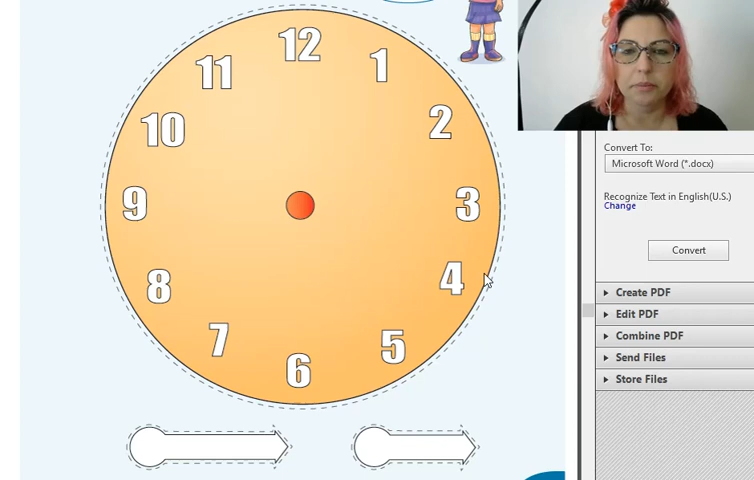 12
11
1
10
2
9
3
8
4
7
5
6
Convert To:
Microsoft Word (*.docx)
Recognize Text in English(U.S.)
Change
Convert
Create PDF
Edit PDF
Combine PDF
Send Files
Store Files